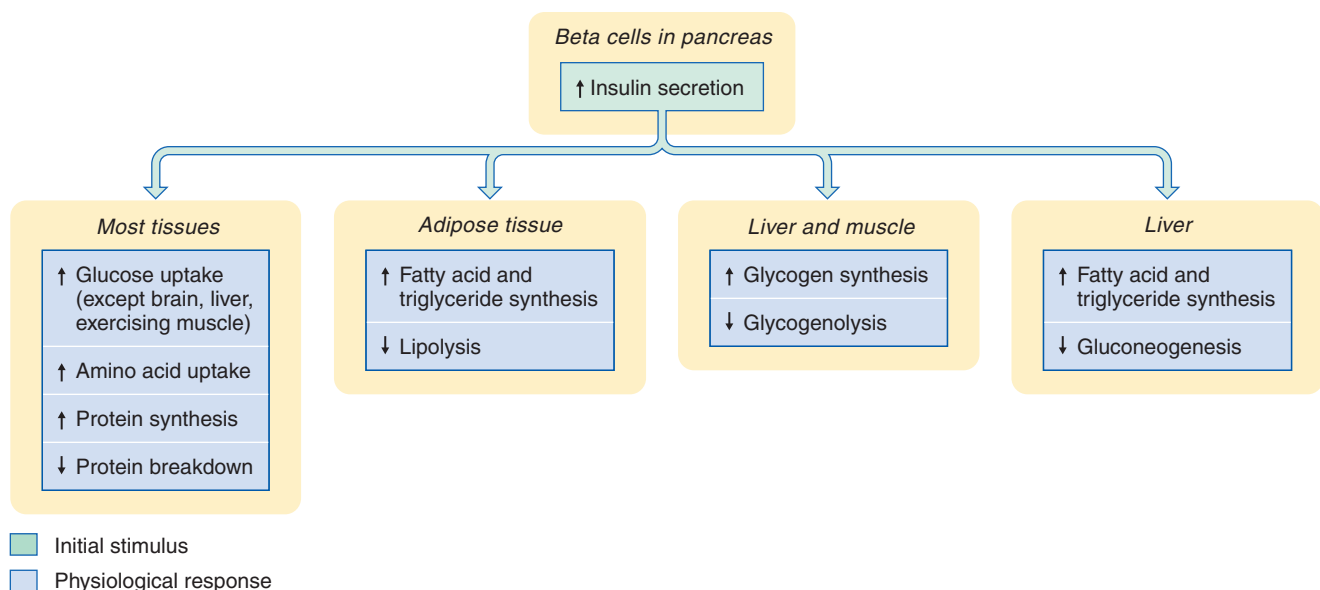 Beta cells in pancreas
↑ Insulin secretion
Most tissues
↑ Glucose uptake
(except brain, liver,
exercising muscle)
↑ Amino acid uptake
↑ Protein synthesis
↓ Protein breakdown
Adipose tissue
↑ Fatty acid and
triglyceride synthesis
↓ Lipolysis
Liver and muscle
↑ Glycogen synthesis
↓ Glycogenolysis
Liver
↑ Fatty acid and
triglyceride synthesis
↓ Gluconeogenesis
Initial stimulus
Physiological response